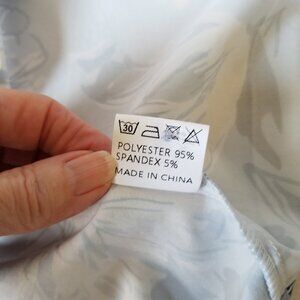 30
POLYESTER 95%
SPANDEX 5%
MADE IN CHINA